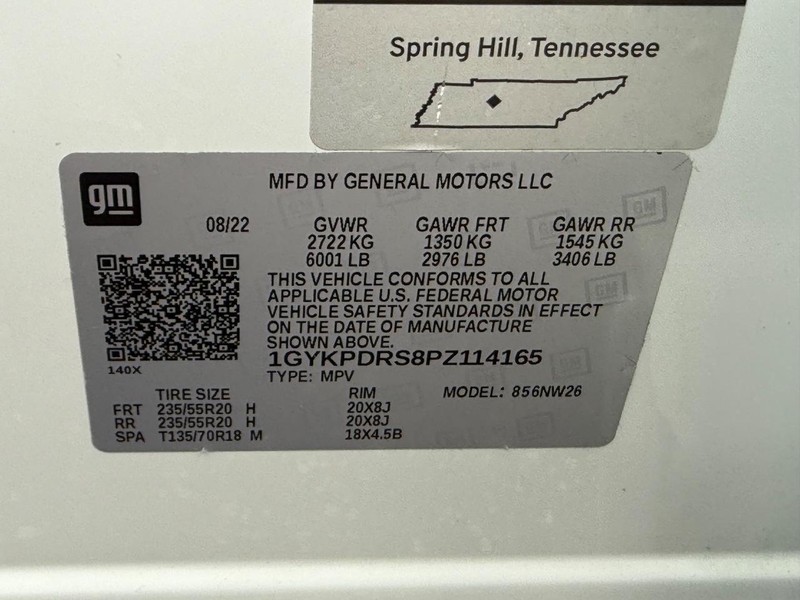 Spring Hill, Tennessee
gm
MFD BY GENERAL MOTORS LLC
08/22 GVWR GAWR FRT GAWR RR
2722 KG 1350 KG 1545 KG
6001 LB 2976 LB 3406 LB
THIS VEHICLE CONFORMS TO ALL
APPLICABLE U.S. FEDERAL MOTOR
VEHICLE SAFETY STANDARDS IN EFFECT
ON THE DATE OF MANUFACTURE
SHOWN ABOVE.
1GYKPDRS8PZ114165
140X
TYPE: MPV
TIRE SIZE RIM MODEL: 856NW26
FRT 235/55R20 H 20X8J
RR 235/55R20 H 20X8J
SPA T135/70R18 M 18X4.5B